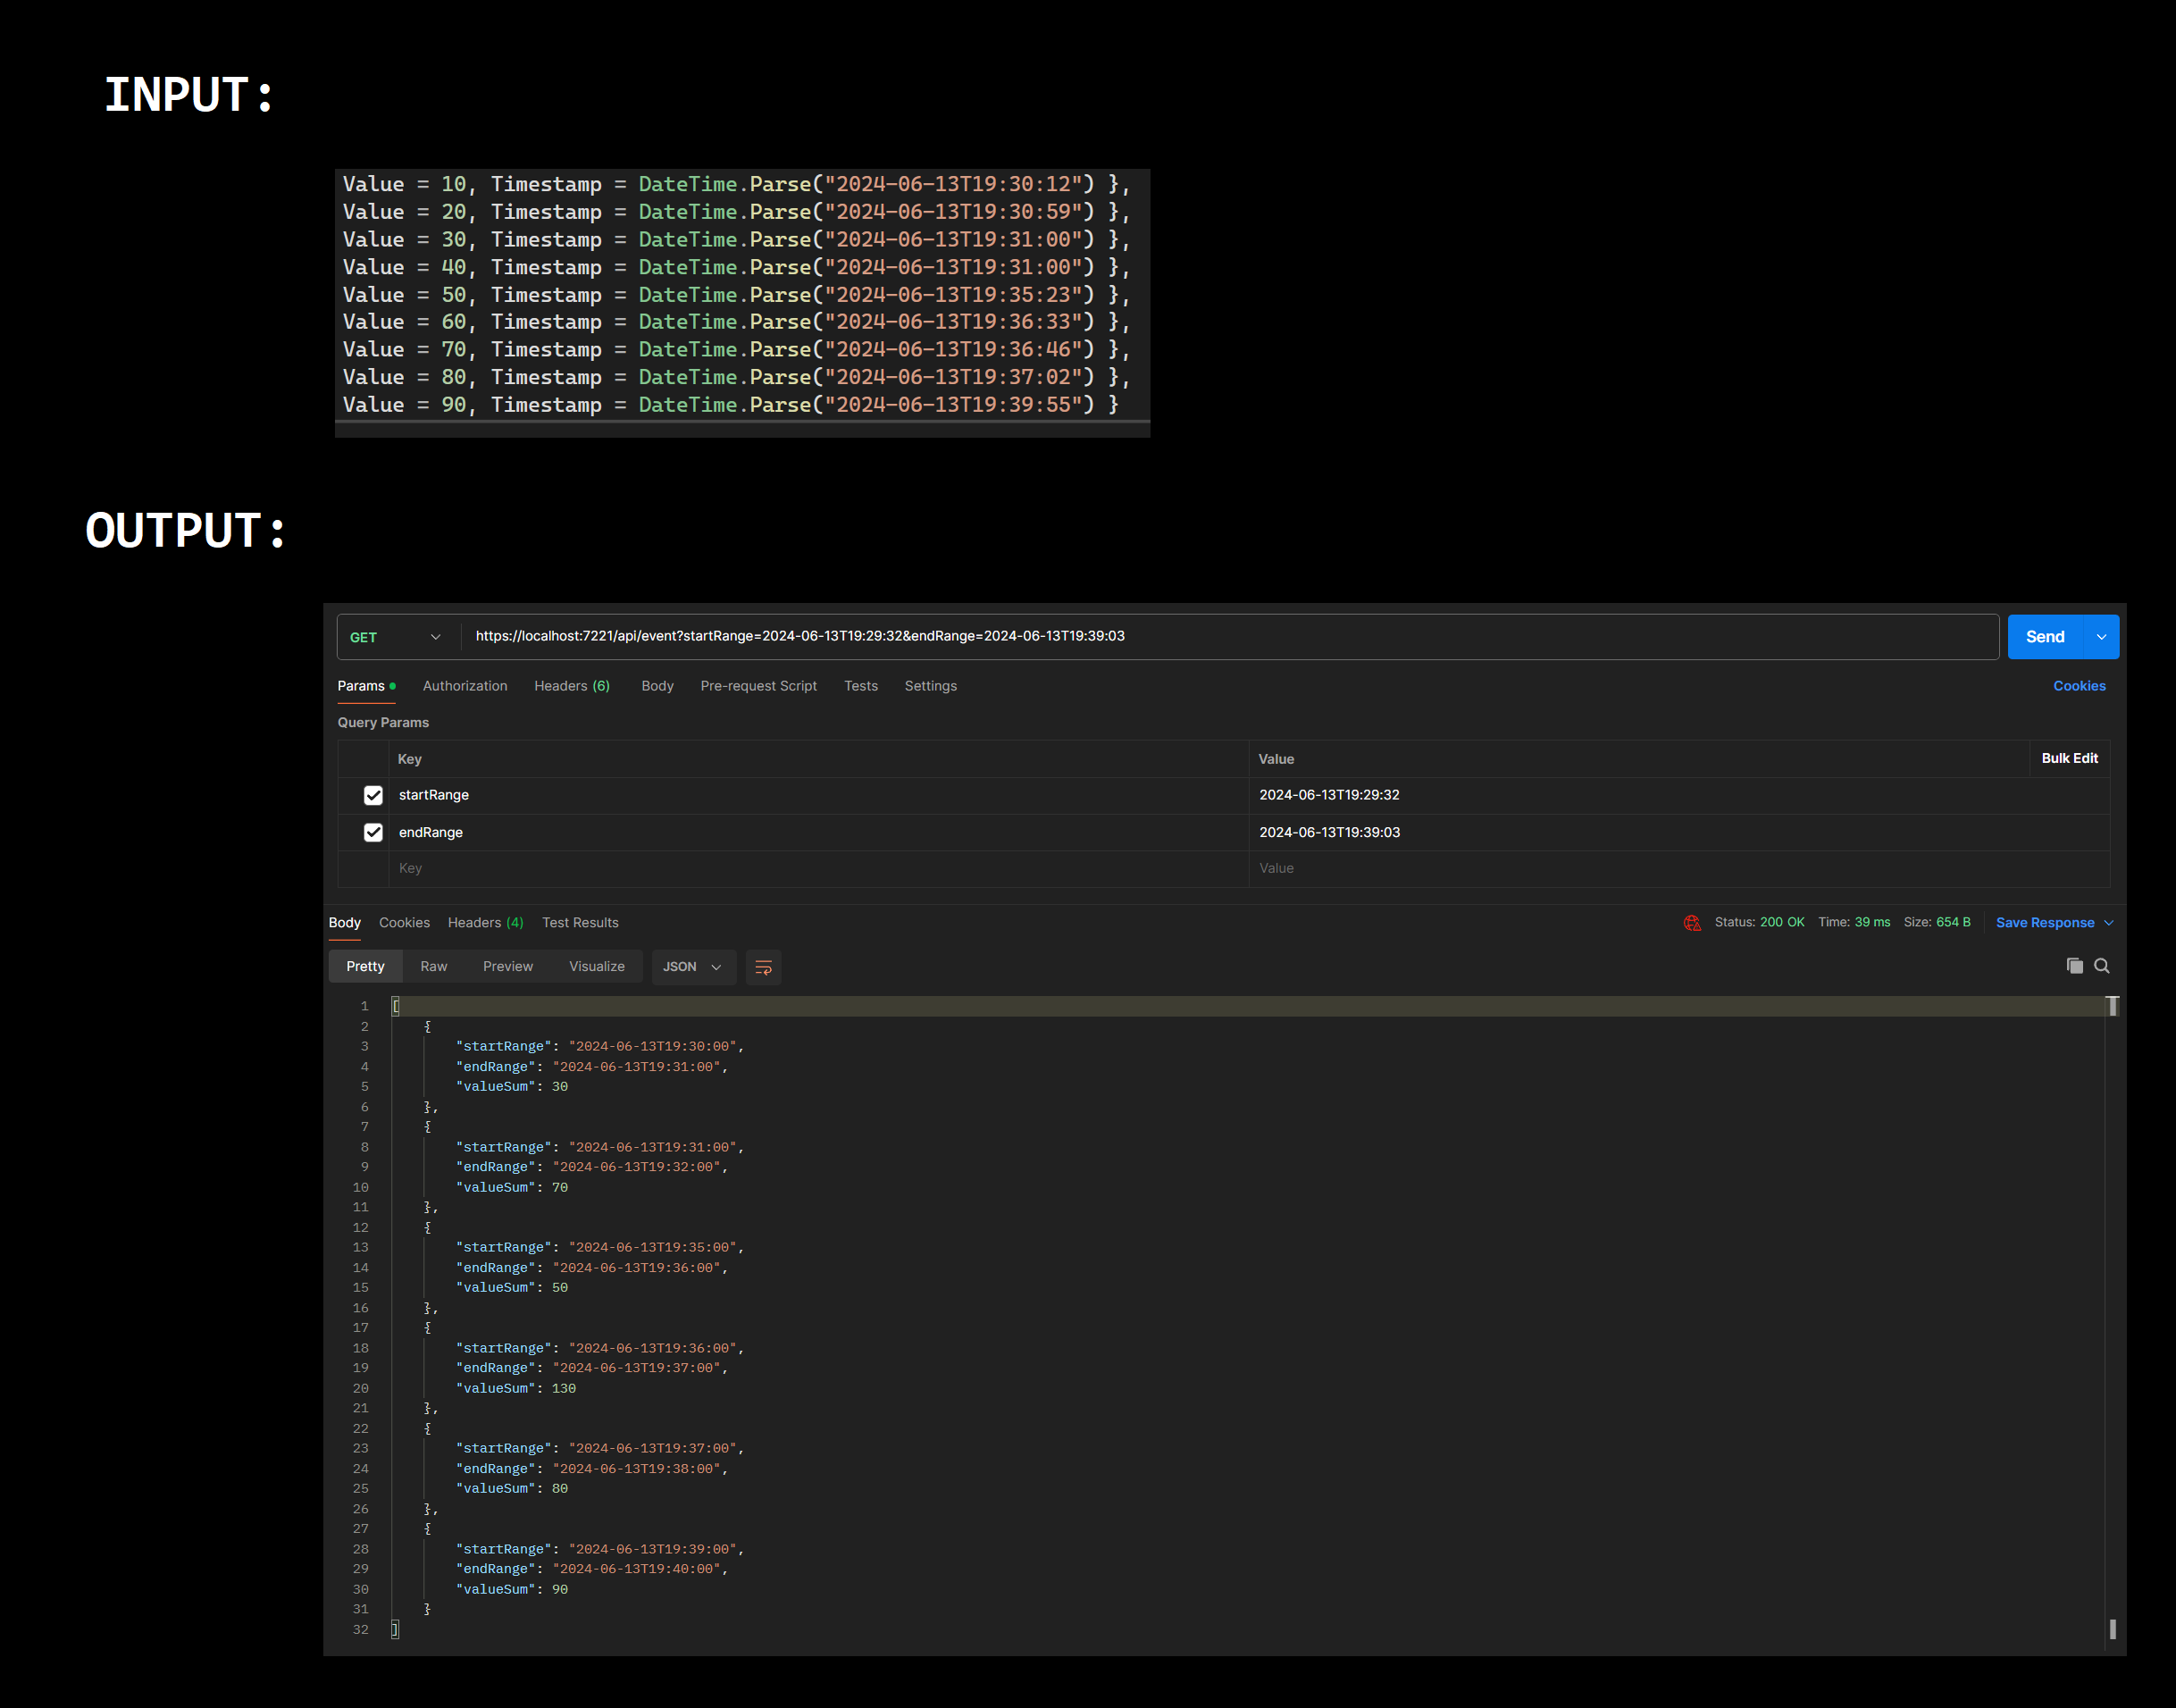 INPUT:
Value = 10, Timestamp = DateTime.Parse("2024-06-13T19:30:12") },
Value = 20, Timestamp = DateTime.Parse("2024-06-13T19:30:59") },
Value = 30, Timestamp = DateTime.Parse("2024-06-13T19:31:00") },
Value = 40, Timestamp = DateTime.Parse("2024-06-13T19:31:00") },
Value = 50, Timestamp = DateTime.Parse("2024-06-13T19:35:23") },
Value = 60, Timestamp = DateTime.Parse("2024-06-13T19:36:33") },
Value = 70, Timestamp = DateTime.Parse("2024-06-13T19:36:46") },
Value = 80, Timestamp = DateTime.Parse("2024-06-13T19:37:02") },
Value = 90, Timestamp = DateTime.Parse("2024-06-13T19:39:55") }
OUTPUT:
GET https://localhost:7221/api/event?startRange=2024-06-13T19:29:32&endRange=2024-06-13T19:39:03 Send
Params Authorization Headers (6) Body Pre-request Script Tests Settings Cookies
Query Params
Key Value Bulk Edit
startRange 2024-06-13T19:29:32
endRange 2024-06-13T19:39:03
Key Value
Body Cookies Headers (4) Test Results Status: 200 OK Time: 39 ms Size: 654 B Save Response
Pretty Raw Preview Visualize JSON
1 [
2 {
3 "startRange": "2024-06-13T19:30:00",
4 "endRange": "2024-06-13T19:31:00",
5 "valueSum": 30
6 },
7 {
8 "startRange": "2024-06-13T19:31:00",
9 "endRange": "2024-06-13T19:32:00",
10 "valueSum": 70
11 },
12 {
13 "startRange": "2024-06-13T19:35:00",
14 "endRange": "2024-06-13T19:36:00",
15 "valueSum": 50
16 },
17 {
18 "startRange": "2024-06-13T19:36:00",
19 "endRange": "2024-06-13T19:37:00",
20 "valueSum": 130
21 },
22 {
23 "startRange": "2024-06-13T19:37:00",
24 "endRange": "2024-06-13T19:38:00",
25 "valueSum": 80
26 },
27 {
28 "startRange": "2024-06-13T19:39:00",
29 "endRange": "2024-06-13T19:40:00",
30 "valueSum": 90
31 }
32 ]